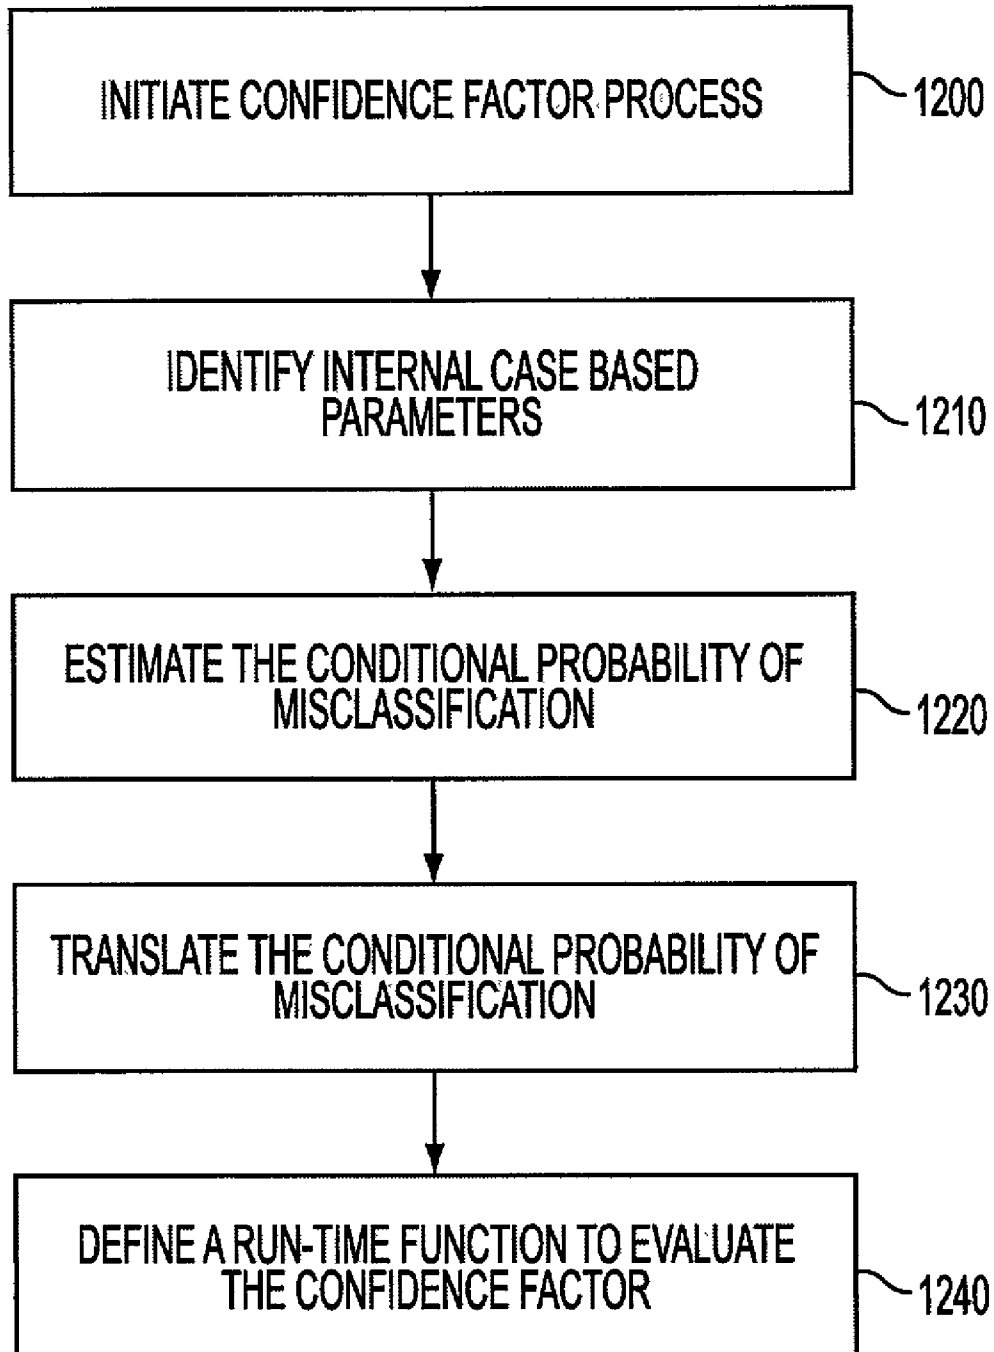 INITIATE CONFIDENCE FACTOR PROCESS
1200
IDENTIFY INTERNAL CASE BASED
PARAMETERS
1210
ESTIMATE THE CONDITIONAL PROBABILITY OF
MISCLASSIFICATION
1220
TRANSLATE THE CONDITIONAL PROBABILITY OF
MISCLASSIFICATION
1230
DEFINE A RUN-TIME FUNCTION TO EVALUATE
THE CONFIDENCE FACTOR
1240